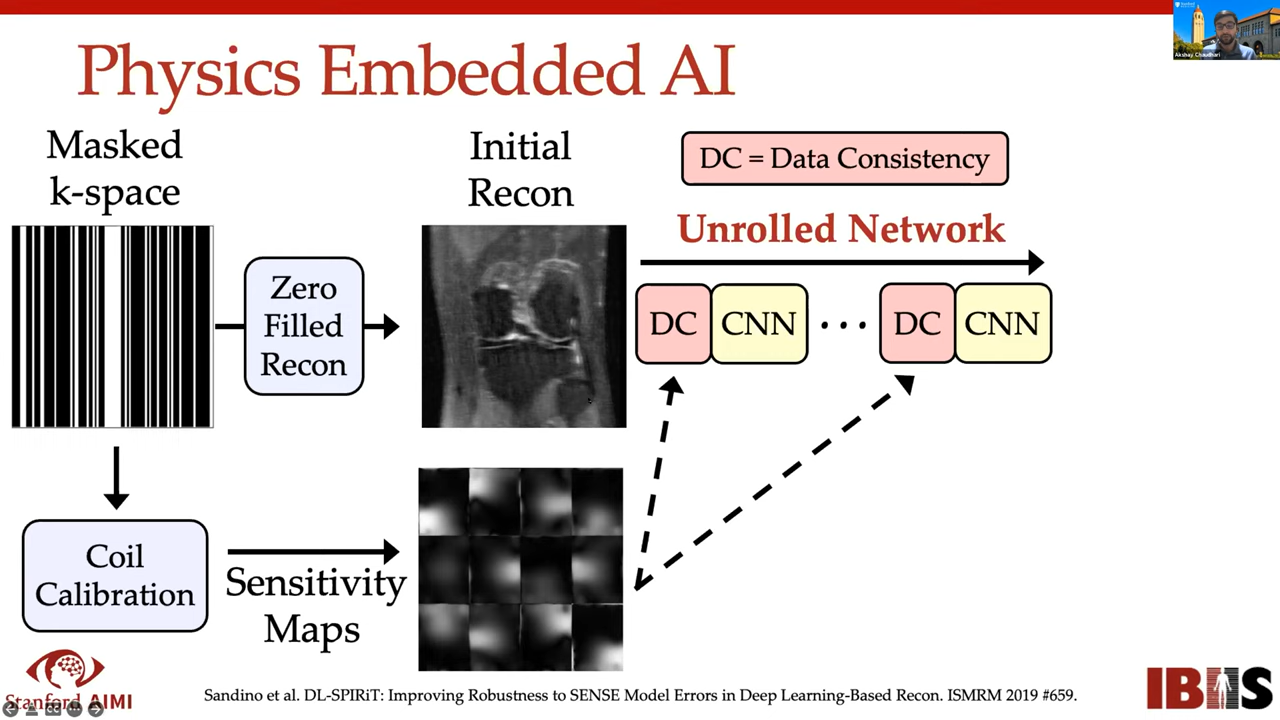 Physics Embedded AI
Akshay Chaudhari
Masked
k-space
Initial
Recon
DC = Data Consistency
Unrolled Network
Zero
Filled
Recon
DC
CNN
...
DC
CNN
Coil
Calibration
Sensitivity
Maps
Stanford AIMI
Sandino et al. DL-SPIRiT: Improving Robustness to SENSE Model Errors in Deep Learning-Based Recon. ISMRM 2019 #659.
IBIIS